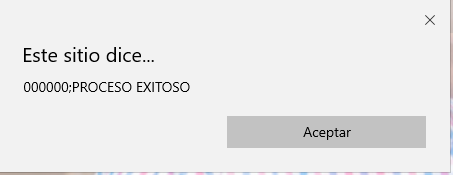 Este sitio dice...
000000;PROCESO EXITOSO
Aceptar